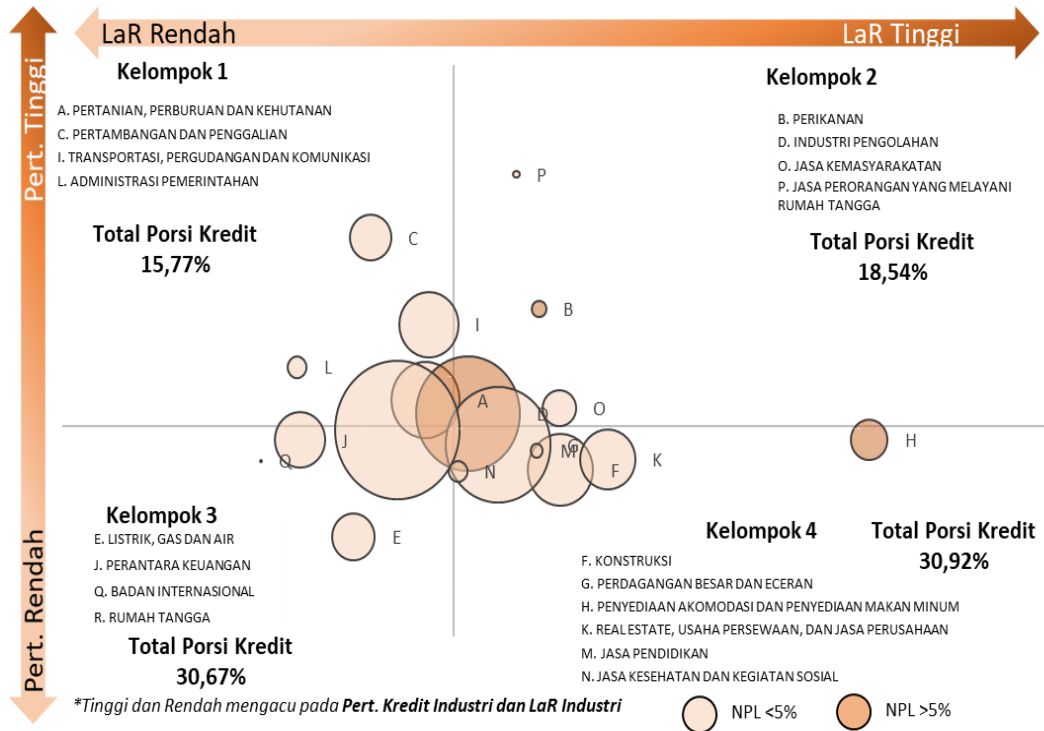 LaR Rendah
LaR Tinggi
Pert. Tinggi
Pert. Rendah
Kelompok 1
A. PERTANIAN, PERBURUAN DAN KEHUTANAN
C. PERTAMBANGAN DAN PENGGALIAN
I. TRANSPORTASI, PERGUDANGAN DAN KOMUNIKASI
L. ADMINISTRASI PEMERINTAHAN
Total Porsi Kredit
15,77%
Kelompok 2
B. PERIKANAN
D. INDUSTRI PENGOLAHAN
O. JASA KEMASYARAKATAN
P. JASA PERORANGAN YANG MELAYANI
RUMAH TANGGA
Total Porsi Kredit
18,54%
P
C
I
B
L
A
D
O
J
Q
G
M
N
F
K
H
E
Kelompok 3
E. LISTRIK, GAS DAN AIR
J. PERANTARA KEUANGAN
Q. BADAN INTERNASIONAL
R. RUMAH TANGGA
Total Porsi Kredit
30,67%
Kelompok 4
Total Porsi Kredit
30,92%
F. KONSTRUKSI
G. PERDAGANGAN BESAR DAN ECERAN
H. PENYEDIAAN AKOMODASI DAN PENYEDIAAN MAKAN MINUM
K. REAL ESTATE, USAHA PERSEWAAN, DAN JASA PERUSAHAAN
M. JASA PENDIDIKAN
N. JASA KESEHATAN DAN KEGIATAN SOSIAL
*Tinggi dan Rendah mengacu pada Pert. Kredit Industri dan LaR Industri
NPL <5%
NPL >5%